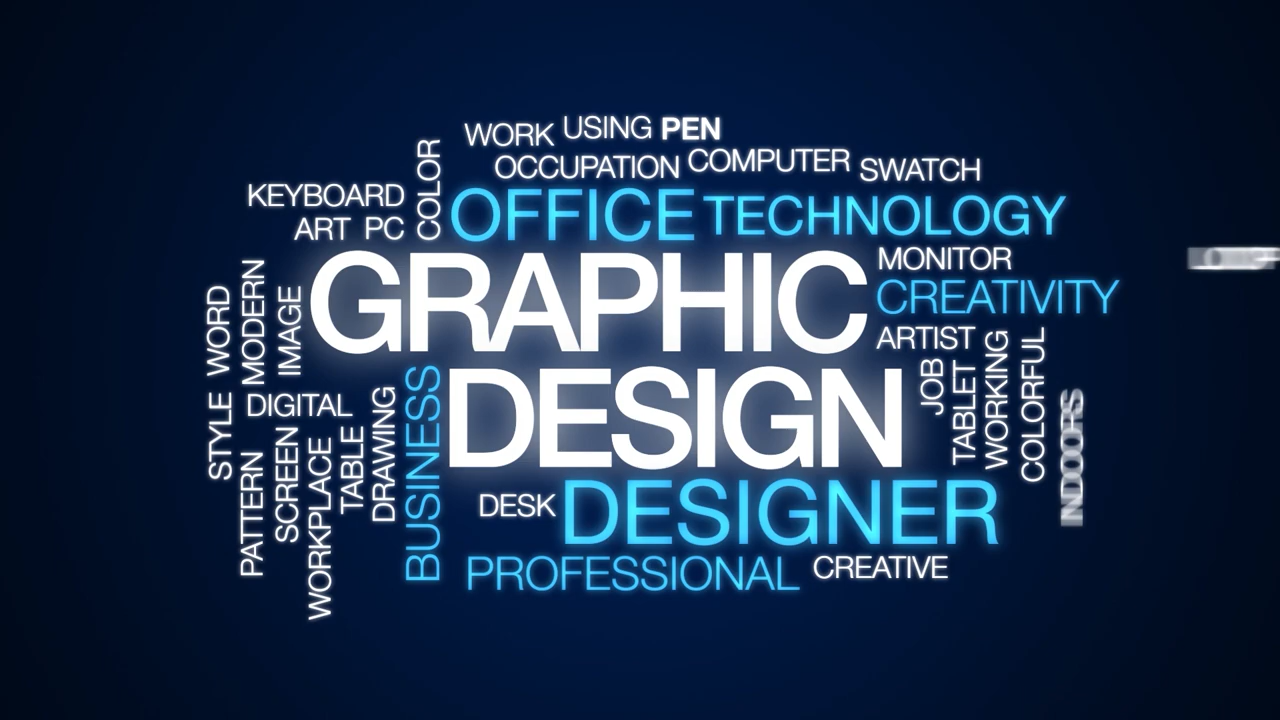 WORK USING PEN
OCCUPATION COMPUTER SWATCH
KEYBOARD
COLOR
ART PC
OFFICE TECHNOLOGY
MONITOR
GRAPHIC
CREATIVITY
ARTIST
WORD
MODERN
IMAGE
DESIGN
JOB
TABLET
WORKING
COLORFUL
INDOORS
STYLE
DIGITAL
PATTERN
SCREEN
WORKPLACE
TABLE
DRAWING
BUSINESS
DESK DESIGNER
PROFESSIONAL CREATIVE